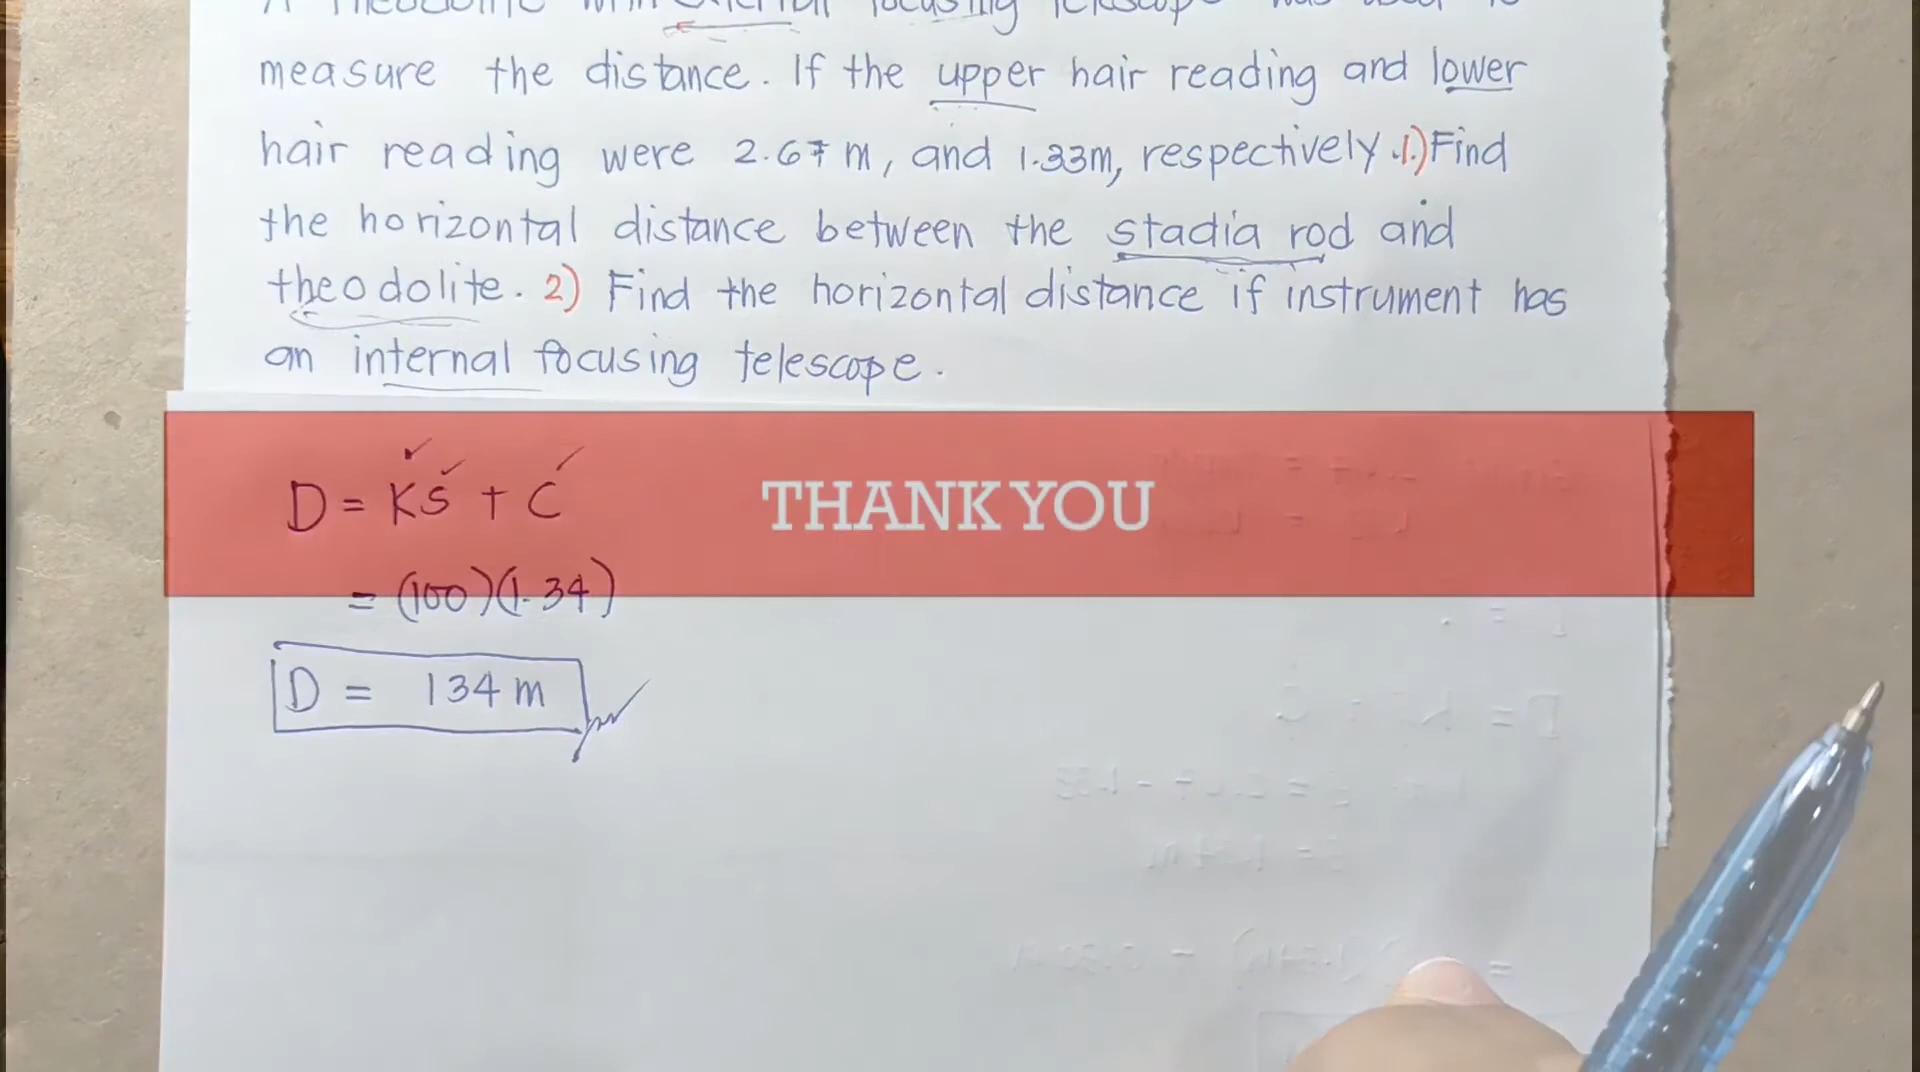 focusing
measure the distance. If the upper hair reading and lower
hair reading were 2.67 m, and 1.33m, respectively. 1.) Find
the horizontal distance between the stadia rod and
theodolite. 2) Find the horizontal distance if instrument has
an internal focusing telescope.
D = KS + C
THANK YOU
= (100)(1.34)
D = 134 m